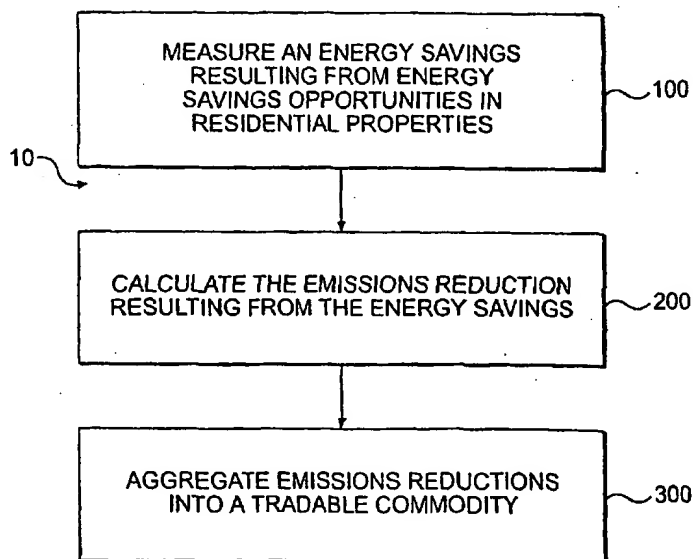 MEASURE AN ENERGY SAVINGS
RESULTING FROM ENERGY
SAVINGS OPPORTUNITIES IN
RESIDENTIAL PROPERTIES
100
10
CALCULATE THE EMISSIONS REDUCTION
RESULTING FROM THE ENERGY SAVINGS
200
AGGREGATE EMISSIONS REDUCTIONS
INTO A TRADABLE COMMODITY
300